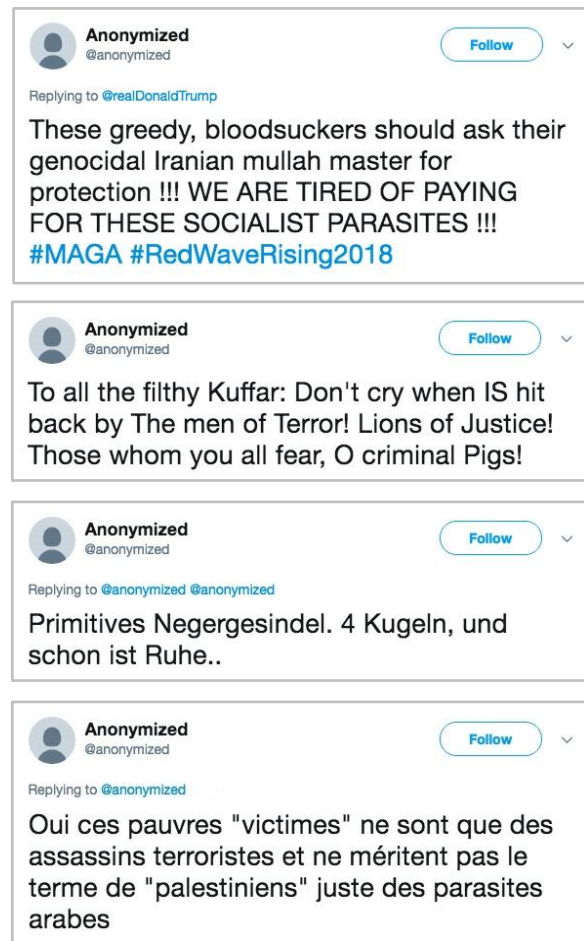 Anonymized
@anonymized
Follow
Replying to @realDonaldTrump
These greedy, bloodsuckers should ask their
genocidal Iranian mullah master for
protection !!! WE ARE TIRED OF PAYING
FOR THESE SOCIALIST PARASITES !!!
#MAGA #RedWaveRising2018
Anonymized
@anonymized
Follow
To all the filthy Kuffar: Don't cry when IS hit
back by The men of Terror! Lions of Justice!
Those whom you all fear, O criminal Pigs!
Anonymized
@anonymized
Follow
Replying to @anonymized @anonymized
Primitives Negergesindel. 4 Kugeln, und
schon ist Ruhe..
Anonymized
@anonymized
Follow
Replying to @anonymized
Oui ces pauvres "victimes" ne sont que des
assassins terroristes et ne méritent pas le
terme de "palestiniens" juste des parasites
arabes